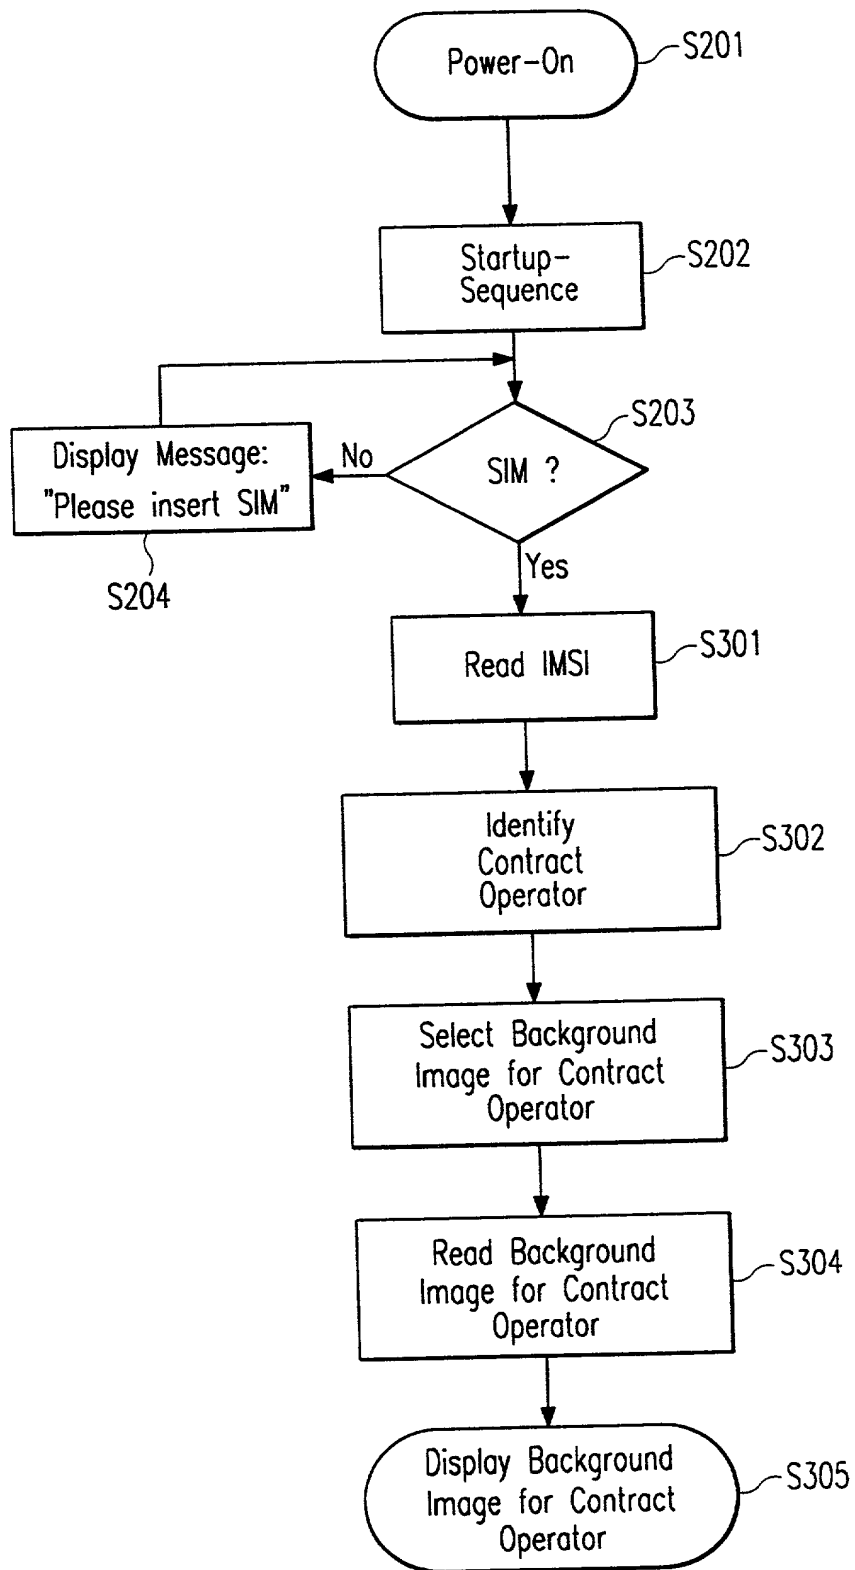 Power-On
S201
Startup-
Sequence
S202
SIM ?
S203
No
Display Message:
"Please insert SIM"
S204
Yes
Read IMSI
S301
Identify
Contract
Operator
S302
Select Background
Image for Contract
Operator
S303
Read Background
Image for Contract
Operator
S304
Display Background
Image for Contract
Operator
S305